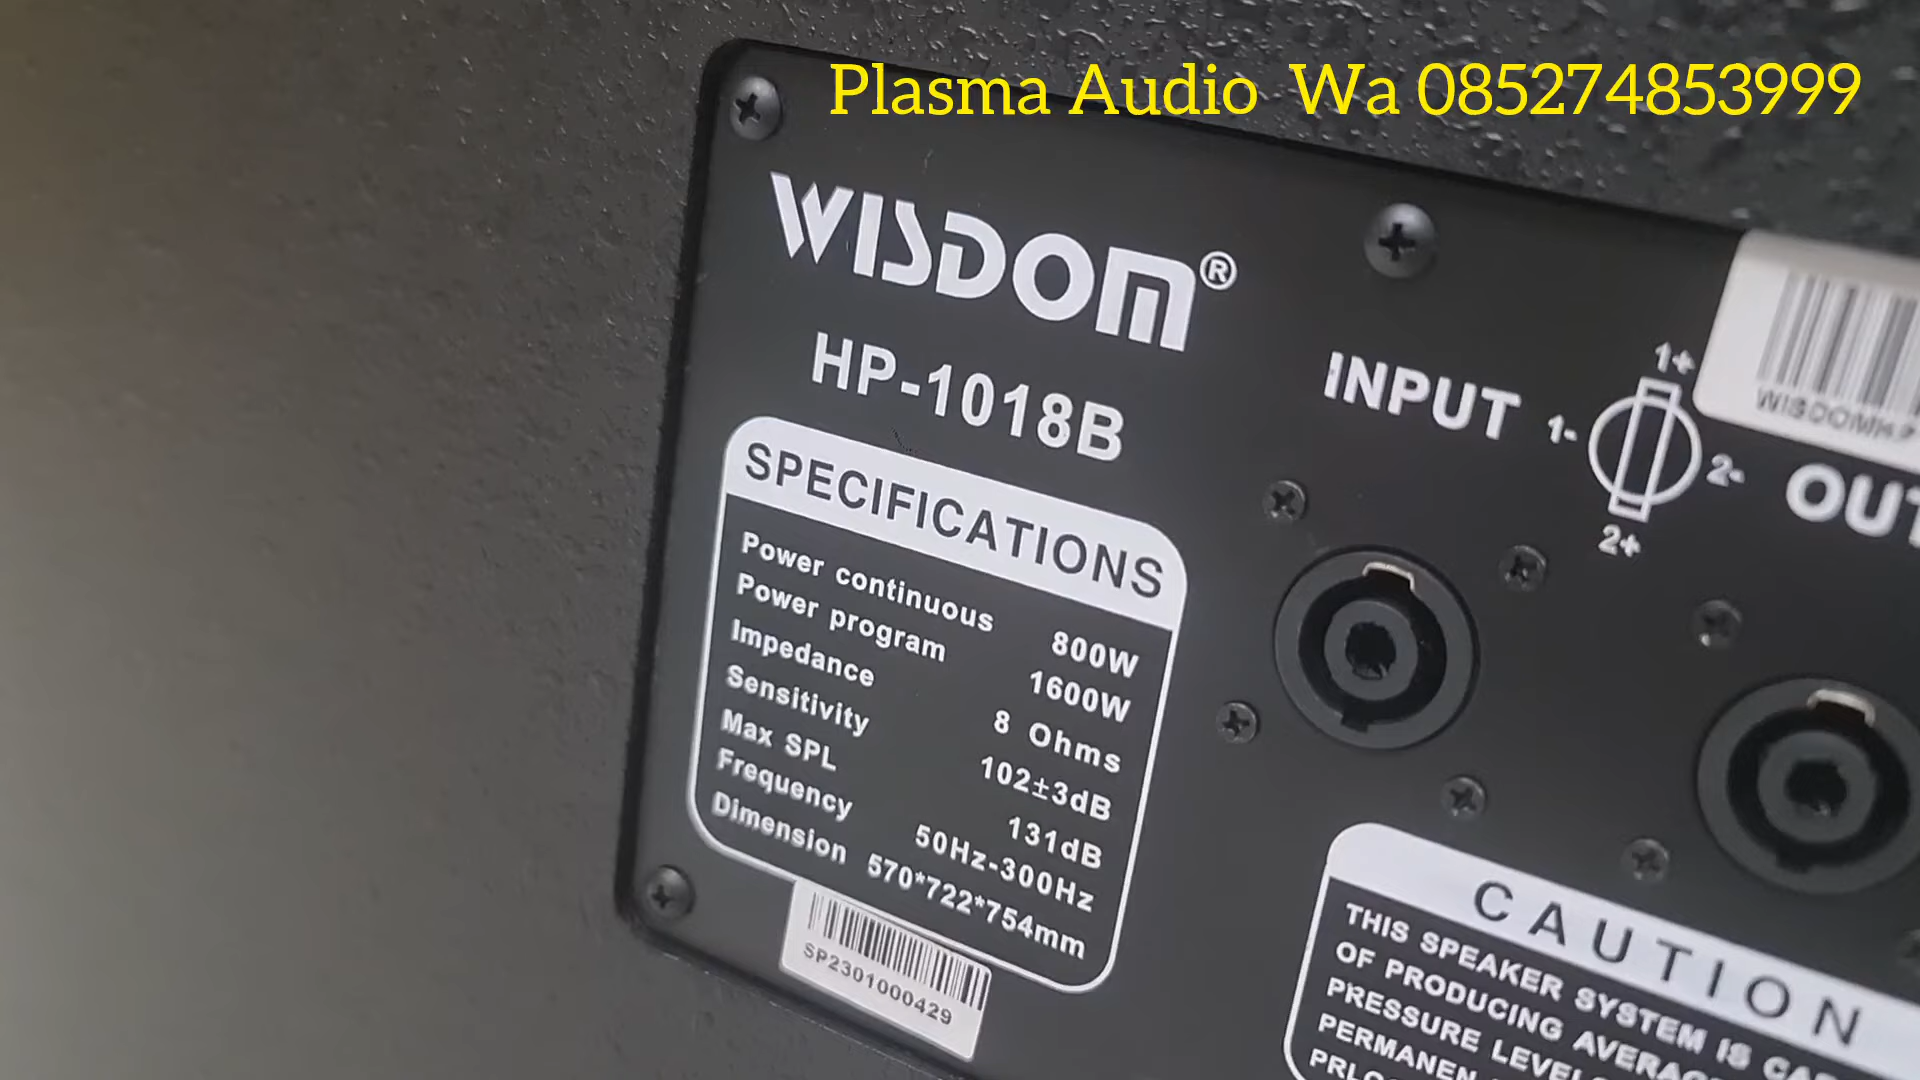 Plasma Audio Wa 085274853999
WISDOM®
HP-1018B
INPUT
1+
1-
2-
2+
SPECIFICATIONS
Power continuous 800W
Power program 1600W
Impedance 8 Ohms
Sensitivity 102±3dB
Max SPL 131dB
Frequency 50Hz-300Hz
Dimension 570*722*754mm
SP2301000429
CAUTION
THIS SPEAKER SYSTEM IS
OF PRODUCING
PRESSURE